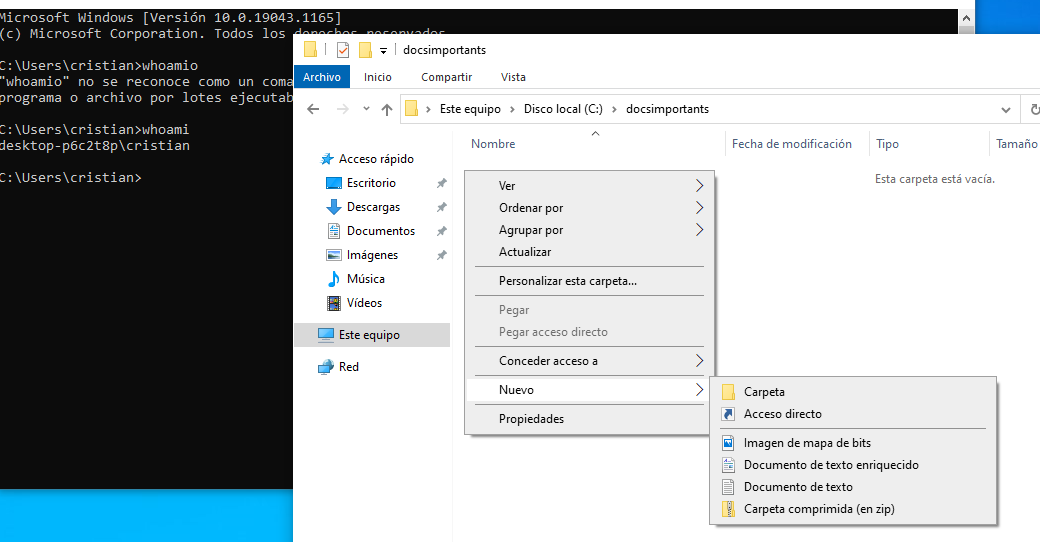 Microsoft Windows [Versión 10.0.19043.1165]
(c) Microsoft Corporation. Todos los derechos reservados
C:\Users\cristian>whoamio
"whoamio" no se reconoce como un coma
programa o archivo por lotes ejecutab
C:\Users\cristian>whoami
desktop-p6c2t8p\cristian
C:\Users\cristian>
docsimportants
Archivo Inicio Compartir Vista
Este equipo Disco local (C:) docsimportants
Nombre Fecha de modificación Tipo Tamaño
Esta carpeta está vacía.
Acceso rápido
Escritorio
Descargas
Documentos
Imágenes
Música
Vídeos
Este equipo
Red
Ver
Ordenar por
Agrupar por
Actualizar
Personalizar esta carpeta...
Pegar
Pegar acceso directo
Conceder acceso a
Nuevo
Propiedades
Carpeta
Acceso directo
Imagen de mapa de bits
Documento de texto enriquecido
Documento de texto
Carpeta comprimida (en zip)